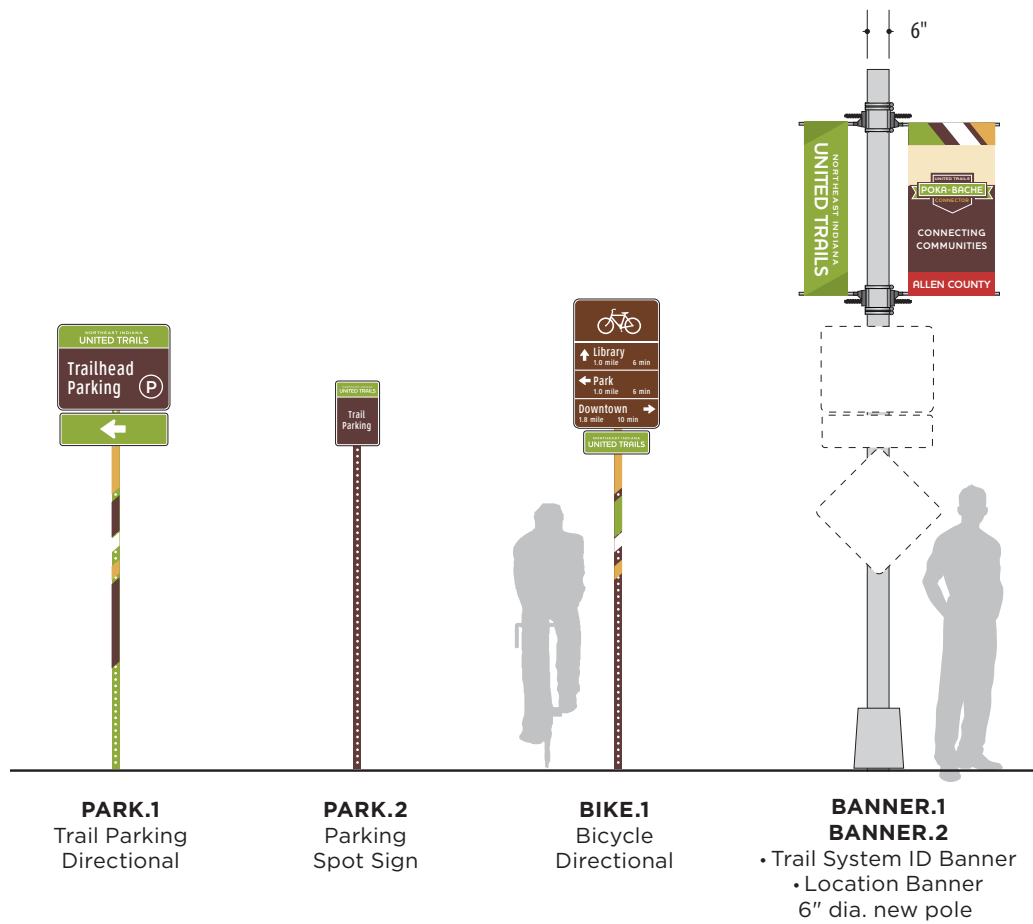 6"
NORTHEAST INDIANA
UNITED TRAILS
UNITED TRAILS
POKA-BACHE
CONNECTOR
CONNECTING
COMMUNITIES
ALLEN COUNTY
NORTHEAST INDIANA
UNITED TRAILS
Trailhead
Parking P
NORTHEAST INDIANA
UNITED TRAILS
Trail
Parking
Library
1.0 mile 6 min
Park
1.0 mile 6 min
Downtown
1.8 mile 10 min
NORTHEAST INDIANA
UNITED TRAILS
PARK.1
Trail Parking
Directional
PARK.2
Parking
Spot Sign
BIKE.1
Bicycle
Directional
BANNER.1
BANNER.2
• Trail System ID Banner
• Location Banner
6" dia. new pole